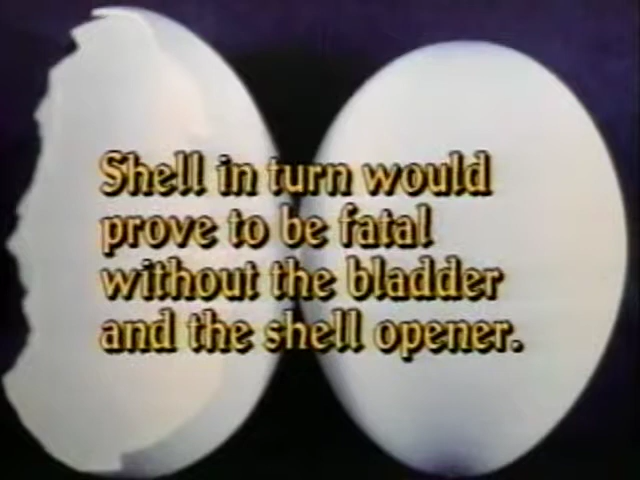 Shell in turn would
prove to be fatal
without the bladder
and the shell opener.